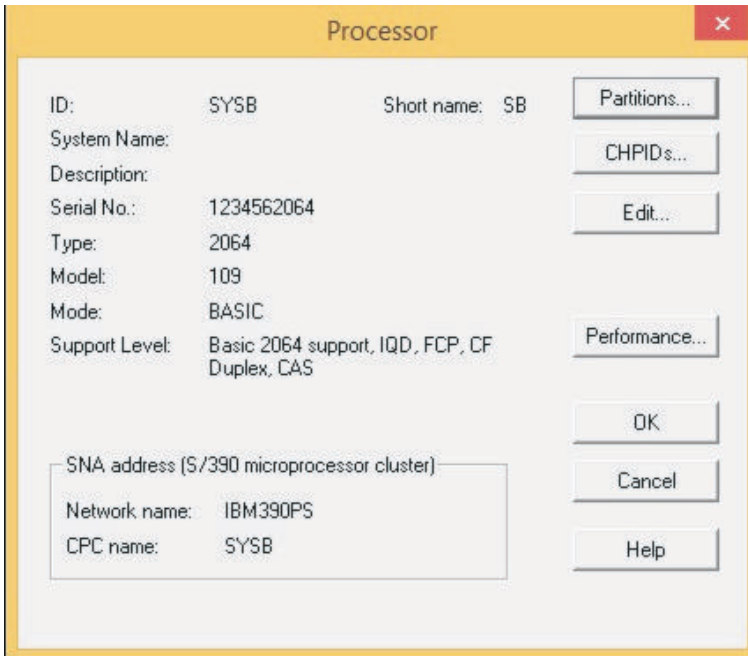 Processor
ID: SYSB Short name: SB Partitions...
System Name: CHPIDs...
Description:
Serial No.: 1234562064 Edit...
Type: 2064
Model: 109
Mode: BASIC
Support Level: Basic 2064 support, IQD, FCP, CF Performance...
Duplex, CAS
OK
SNA address (S/390 microprocessor cluster)
Cancel
Network name: IBM390PS
CPC name: SYSB Help